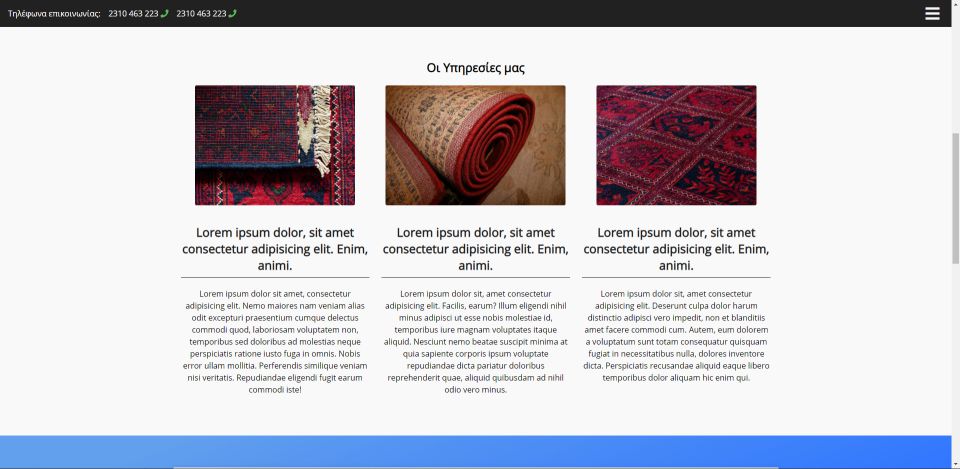 Τηλέφωνα επικοινωνίας: 2310 463 223 2310 463 223
Οι Υπηρεσίες μας
Lorem ipsum dolor, sit amet
consectetur adipisicing elit. Enim,
animi.
Lorem ipsum dolor sit amet, consectetur
adipisicing elit. Nemo maiores nam veniam alias
odit excepturi praesentium cumque delectus
commodi quod, laboriosam voluptatem non,
temporibus sed doloribus ad molestias neque
perspiciatis ratione iusto fuga in omnis. Nobis
error ullam mollitia. Perferendis similique veniam
nisi veritatis. Repudiandae eligendi fugit earum
commodi iste!
Lorem ipsum dolor, sit amet
consectetur adipisicing elit. Enim,
animi.
Lorem ipsum dolor sit, amet consectetur
adipisicing elit. Facilis, earum? Illum eligendi nihil
minus adipisci ut esse nobis molestiae id,
temporibus iure magnam voluptates itaque
aliquid. Nesciunt nemo beatae suscipit minima at
quia sapiente corporis ipsum voluptate
repudiandae dicta pariatur doloribus
reprehenderit quae, aliquid quibusdam ad nihil
odio vero minus.
Lorem ipsum dolor, sit amet
consectetur adipisicing elit. Enim,
animi.
Lorem ipsum dolor sit, amet consectetur
adipisicing elit. Deserunt culpa dolor harum
distinctio adipisci vero impedit, non et blanditiis
amet facere commodi cum. Autem, eum dolorem
a voluptatum sunt totam consequatur quisquam
fugiat in necessitatibus nulla, dolores inventore
dicta. Perspiciatis recusandae aliquid eaque libero
temporibus dolor aliquam hic enim qui.